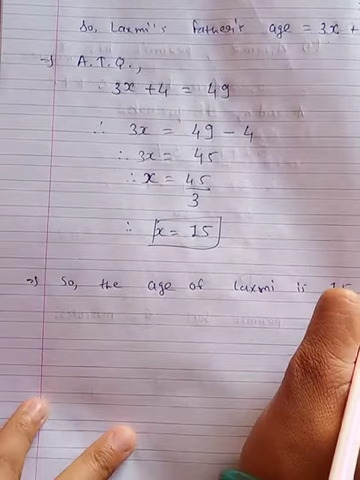 So, Laxmi's father's age = 3x +
⇒ A.T.Q.,
3x + 4 = 49
∴ 3x = 49 - 4
∴ 3x = 45
∴ x = 45/3
∴ x = 15
⇒ So, the age of Laxmi is 15